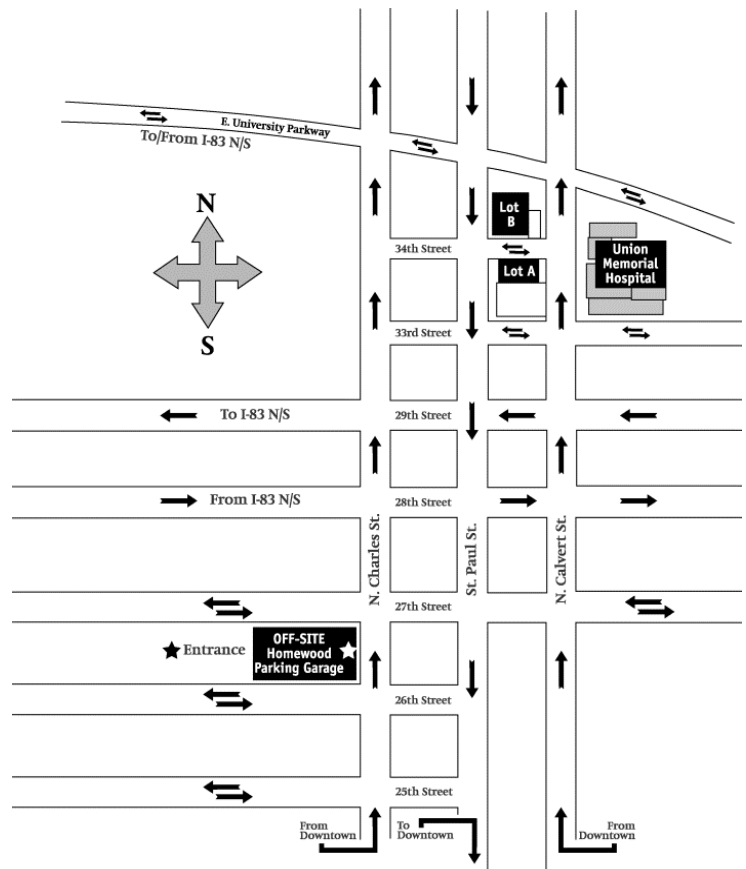 E. University Parkway
To/From I-83 N/S
N
S
Lot
B
34th Street
Lot A
Union
Memorial
Hospital
33rd Street
To I-83 N/S
29th Street
From I-83 N/S
28th Street
N. Charles St.
St. Paul St.
N. Calvert St.
27th Street
Entrance
OFF-SITE
Homewood
Parking Garage
26th Street
25th Street
From
Downtown
To
Downtown
From
Downtown